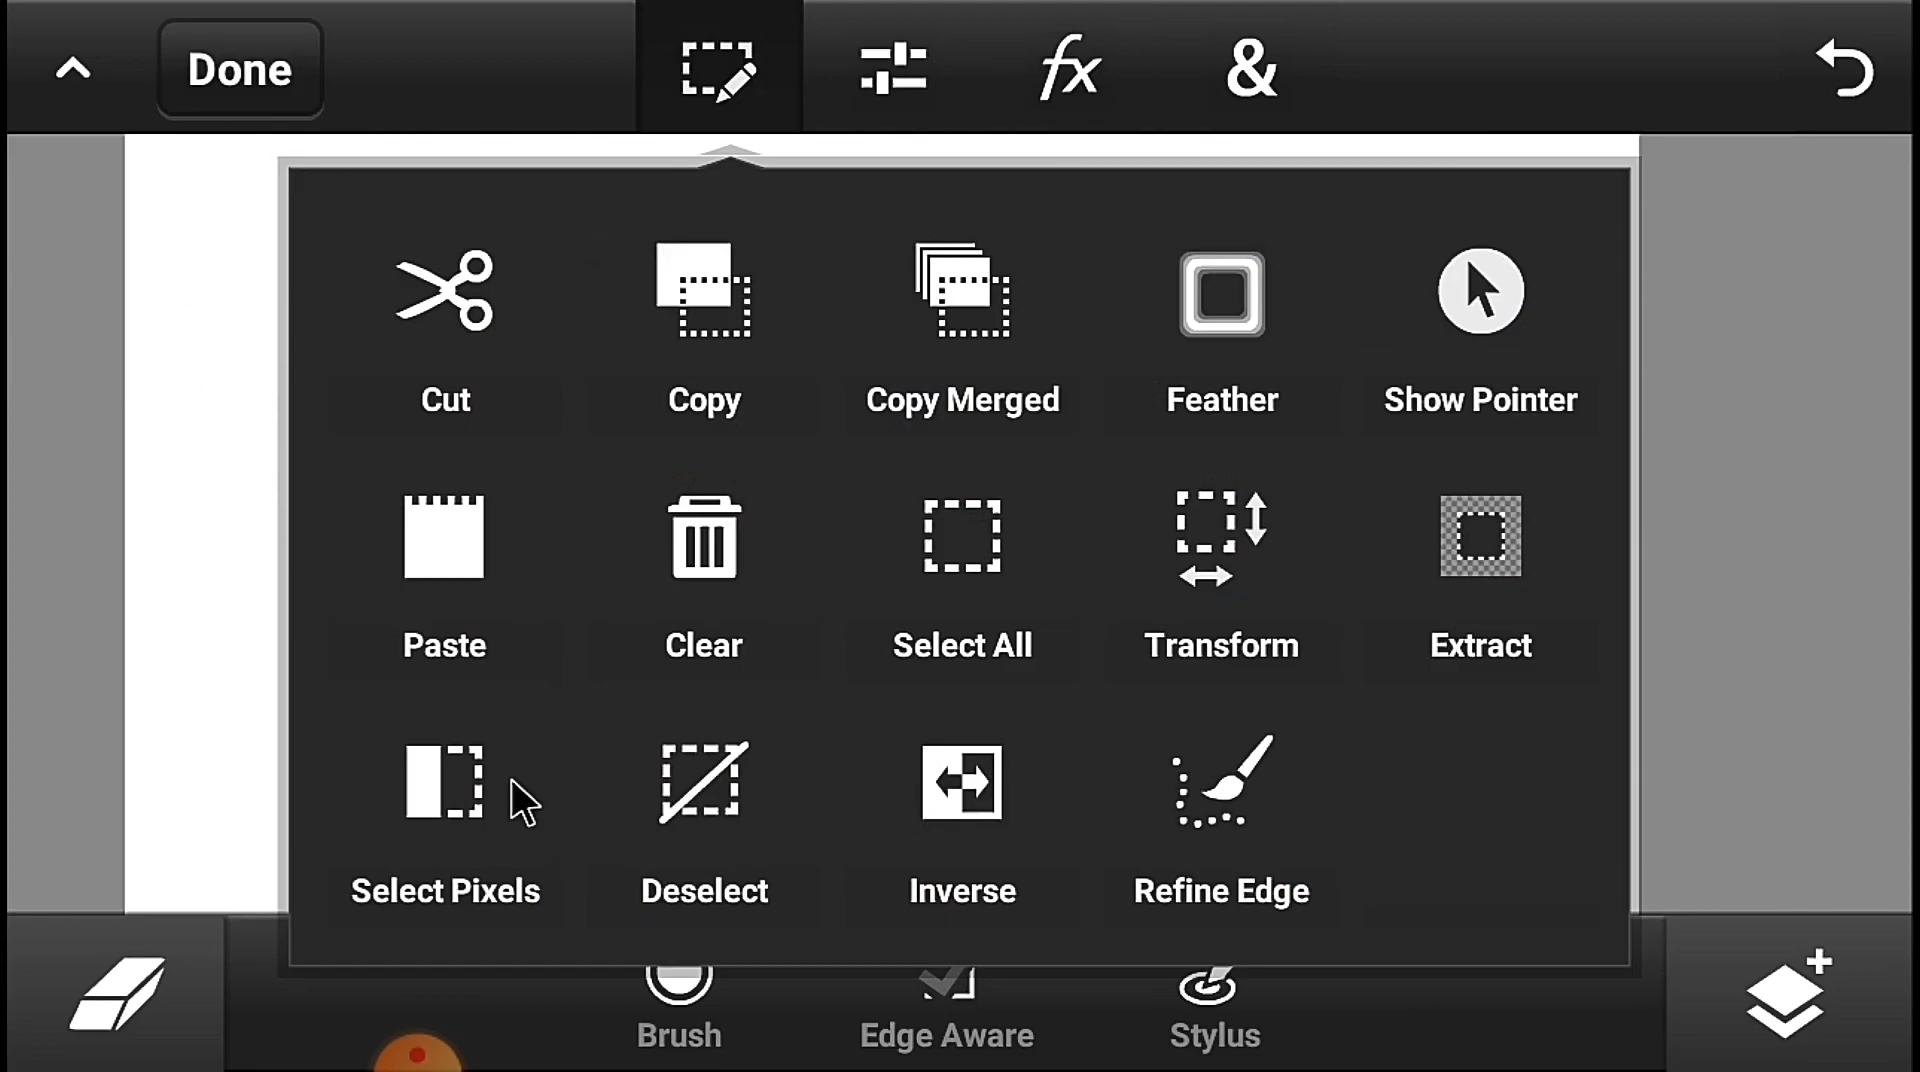 Done fx &
Cut Copy Copy Merged Feather Show Pointer
Paste Clear Select All Transform Extract
Select Pixels Deselect Inverse Refine Edge
Brush Edge Aware Stylus